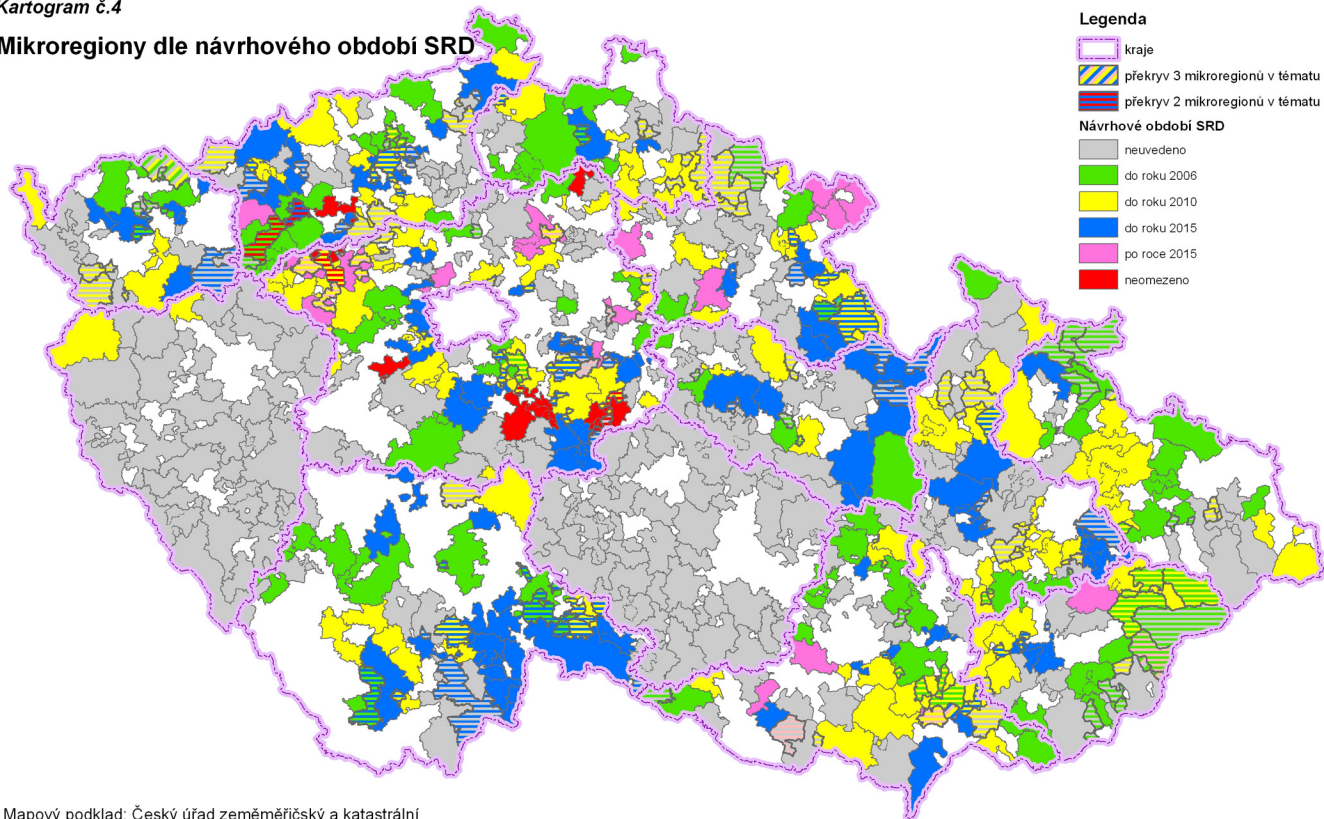 Kartogram č.4
Mikroregiony dle návrhového období SRD
Legenda
kraje
překryv 3 mikroregionů v tématu
překryv 2 mikroregionů v tématu
Návrhové období SRD
neuvedeno
do roku 2006
do roku 2010
do roku 2015
po roce 2015
neomezeno
Mapový podklad: Český úřad zeměměřičský a katastrální